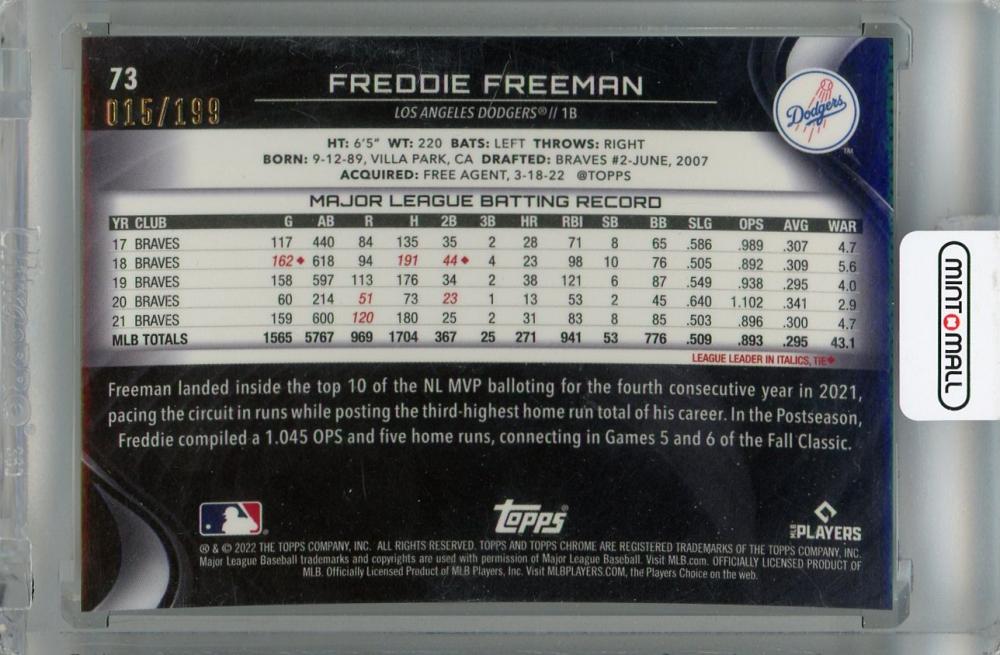 73
015/199
FREDDIE FREEMAN
LOS ANGELES DODGERS®// 1B
Dodgers
TM
HT: 6'5" WT: 220 BATS: LEFT THROWS: RIGHT
BORN: 9-12-89, VILLA PARK, CA DRAFTED: BRAVES #2-JUNE, 2007
ACQUIRED: FREE AGENT, 3-18-22 @TOPPS
MAJOR LEAGUE BATTING RECORD
YR CLUB G AB R H 2B 3B HR RBI SB BB SLG OPS AVG WAR
17 BRAVES 117 440 84 135 35 2 28 71 8 65 .586 .989 .307 4.7
18 BRAVES 162♦ 618 94 191 44♦ 4 23 98 10 76 .505 .892 .309 5.6
19 BRAVES 158 597 113 176 34 2 38 121 6 87 .549 .938 .295 4.0
20 BRAVES 60 214 51 73 23 1 13 53 2 45 .640 1.102 .341 2.9
21 BRAVES 159 600 120 180 25 2 31 83 8 85 .503 .896 .300 4.7
MLB TOTALS 1565 5767 969 1704 367 25 271 941 53 776 .509 .893 .295 43.1
LEAGUE LEADER IN ITALICS, TIE♦
Freeman landed inside the top 10 of the NL MVP balloting for the fourth consecutive year in 2021,
pacing the circuit in runs while posting the third-highest home run total of his career. In the Postseason,
Freddie compiled a 1.045 OPS and five home runs, connecting in Games 5 and 6 of the Fall Classic.
topps®
MLB PLAYERS
® & © 2022 THE TOPPS COMPANY, INC. ALL RIGHTS RESERVED. TOPPS AND TOPPS CHROME ARE REGISTERED TRADEMARKS OF THE TOPPS COMPANY, INC.
Major League Baseball trademarks and copyrights are used with permission of Major League Baseball. Visit MLB.com. OFFICIALLY LICENSED PRODUCT OF
MLB. Officially Licensed Product of MLB Players, Inc. Visit MLBPLAYERS.COM, the Players Choice on the web.
MINT MALL